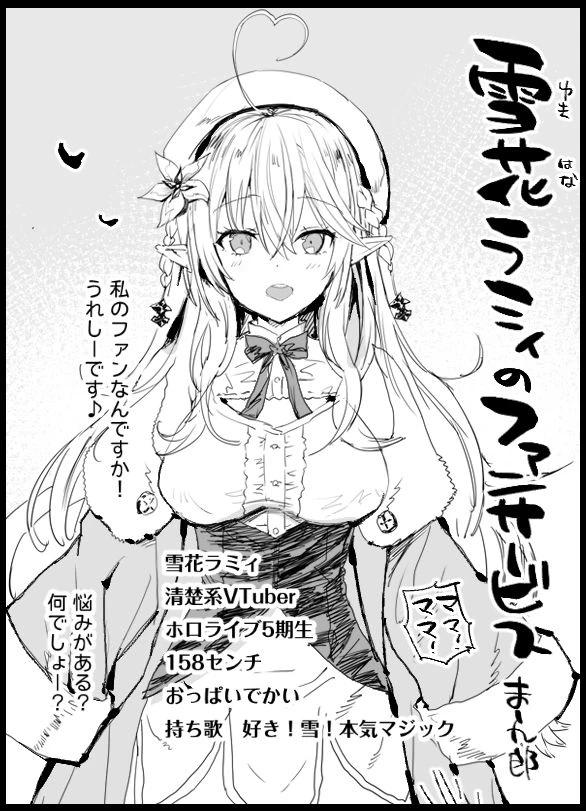 雪花ラミィのファンサービス
ゆき
はな
まれ郎
私のファンなんですか！
うれしーです♪
雪花ラミィ
清楚系VTuber
ホロライブ5期生
158センチ
おっぱいでかい
持ち歌　好き！雪！本気マジック
ママ〜
ママ〜
悩みがある？
何でしょー？